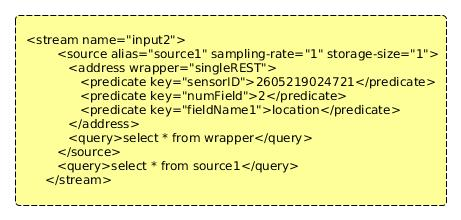 <stream name="input2">
<source alias="source1" sampling-rate="1" storage-size="1">
<address wrapper="singleREST">
<predicate key="sensorID">2605219024721</predicate>
<predicate key="numField">2</predicate>
<predicate key="fieldName1">location</predicate>
</address>
<query>select * from wrapper</query>
</source>
<query>select * from source1</query>
</stream>